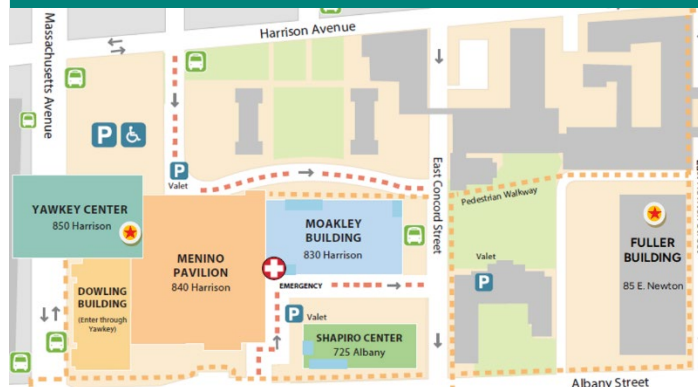 Harrison Avenue
Massachusetts Avenue
P
P
Valet
East Concord Street
YAWKEY CENTER
850 Harrison
MOAKLEY
BUILDING
830 Harrison
Pedestrian Walkway
MENINO
PAVILION
840 Harrison
FULLER
BUILDING
85 E. Newton
Valet
P
DOWLING
BUILDING
(Enter through
Yawkey)
EMERGENCY
P
Valet
SHAPIRO CENTER
725 Albany
Albany Street